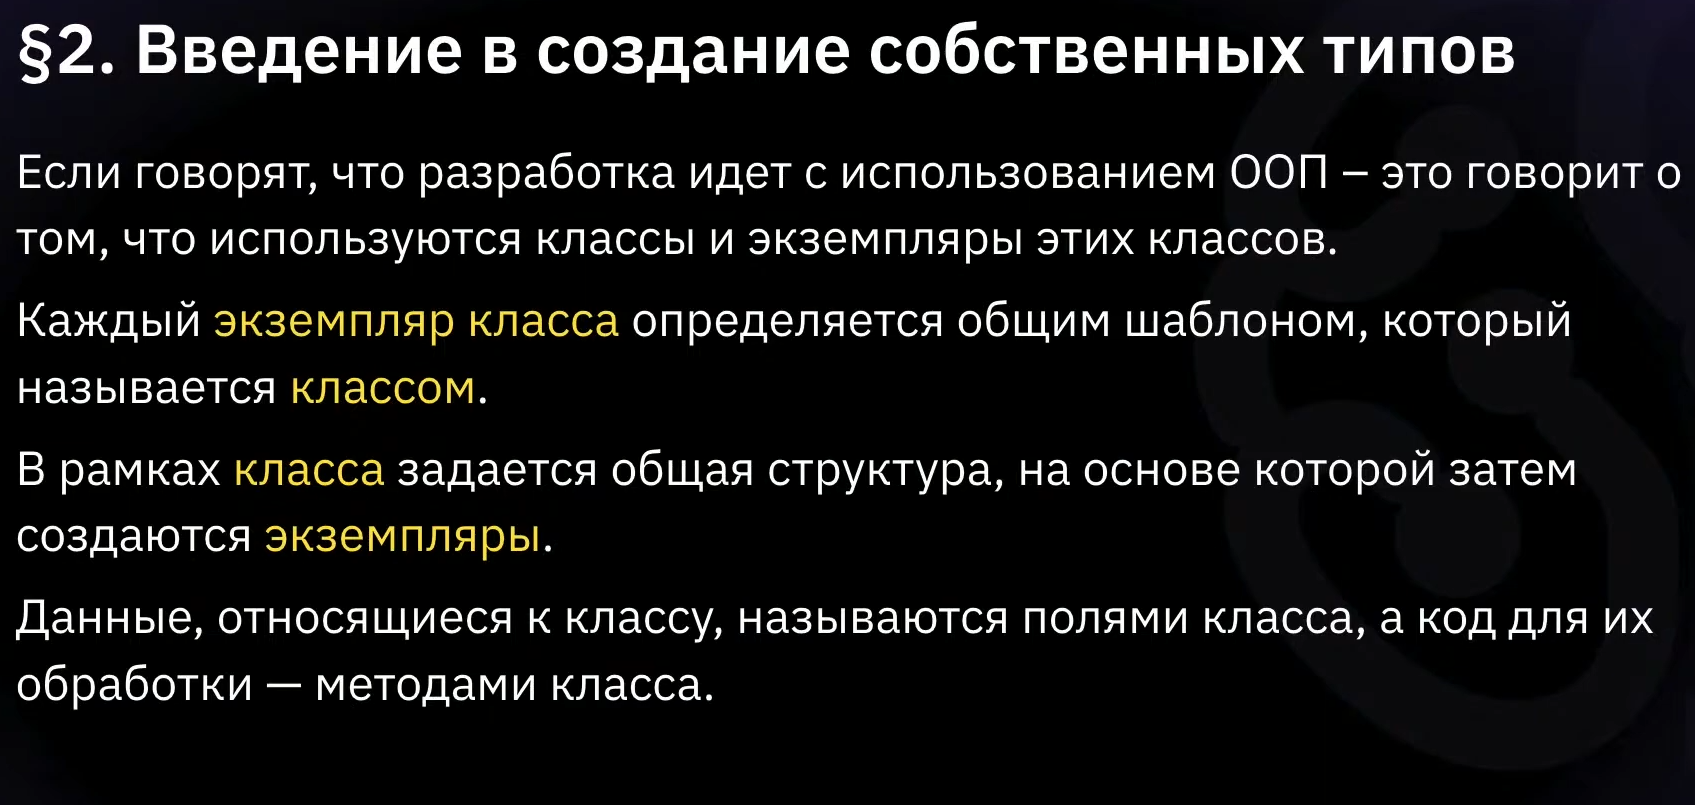 §2. Введение в создание собственных типов
Если говорят, что разработка идет с использованием ООП – это говорит о
том, что используются классы и экземпляры этих классов.
Каждый экземпляр класса определяется общим шаблоном, который
называется классом.
В рамках класса задается общая структура, на основе которой затем
создаются экземпляры.
Данные, относящиеся к классу, называются полями класса, а код для их
обработки — методами класса.